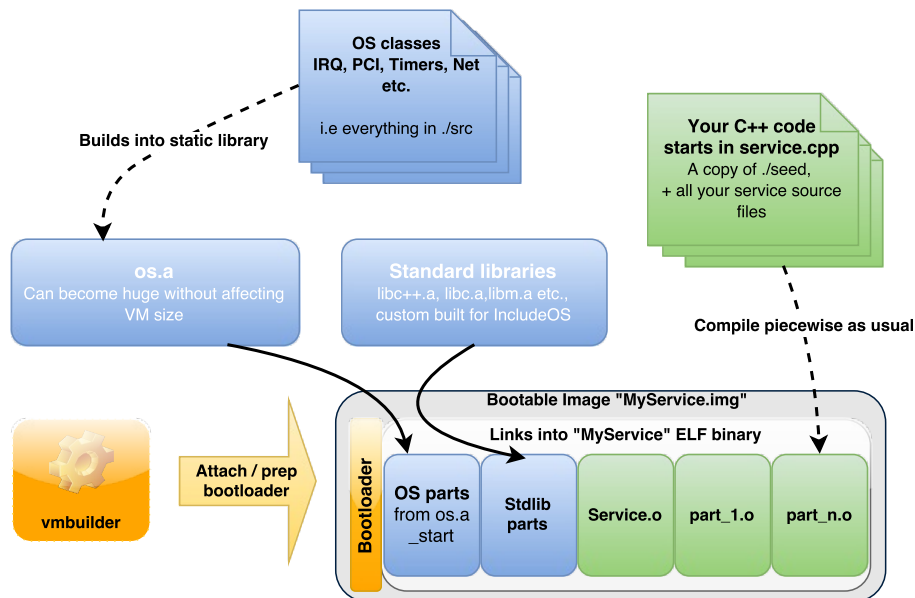 OS classes
IRQ, PCI, Timers, Net
etc.
i.e everything in ./src
Your C++ code
starts in service.cpp
A copy of ./seed,
+ all your service source
files
Builds into static library
os.a
Can become huge without affecting
VM size
Standard libraries
libc++.a, libc.a,libm.a etc.,
custom built for IncludeOS
Compile piecewise as usual
Bootable Image "MyService.img"
Links into "MyService" ELF binary
vmbuilder
Attach / prep
bootloader
Bootloader
OS parts
from os.a
_start
Stdlib
parts
Service.o
part_1.o
part_n.o